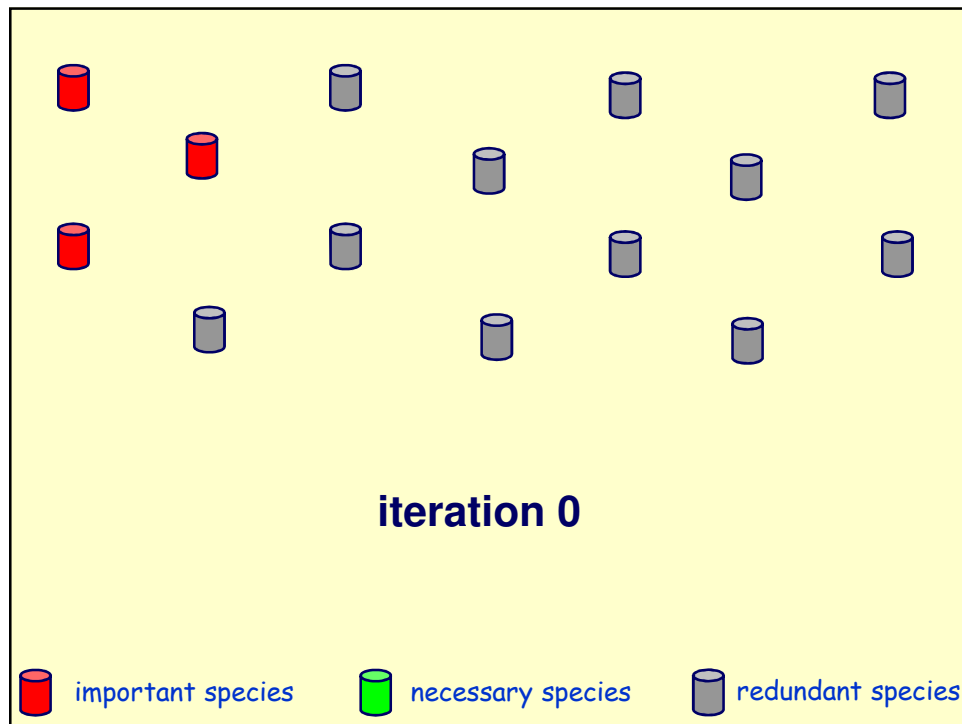 iteration 0
important species
necessary species
redundant species